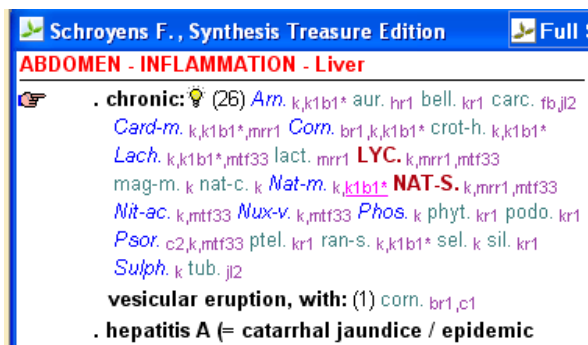 Schroyens F., Synthesis Treasure Edition Full
ABDOMEN - INFLAMMATION - Liver
. chronic: (26) Arn. k,k1b1* aur. hr1 bell. kr1 carc. fb,jl2
Card-m. k,k1b1*,mrr1 Corn. br1,k,k1b1* crot-h. k,k1b1*
Lach. k,k1b1*,mtf33 lact. mrr1 LYC. k,mrr1,mtf33
mag-m. k nat-c. k Nat-m. k,k1b1* NAT-S. k,mrr1,mtf33
Nit-ac. k,mtf33 Nux-v. k,mtf33 Phos. k phyt. kr1 podo. kr1
Psor. c2,k,mtf33 ptel. kr1 ran-s. k,k1b1* sel. k sil. kr1
Sulph. k tub. jl2
vesicular eruption, with: (1) corn. br1,c1
. hepatitis A (= catarrhal jaundice / epidemic